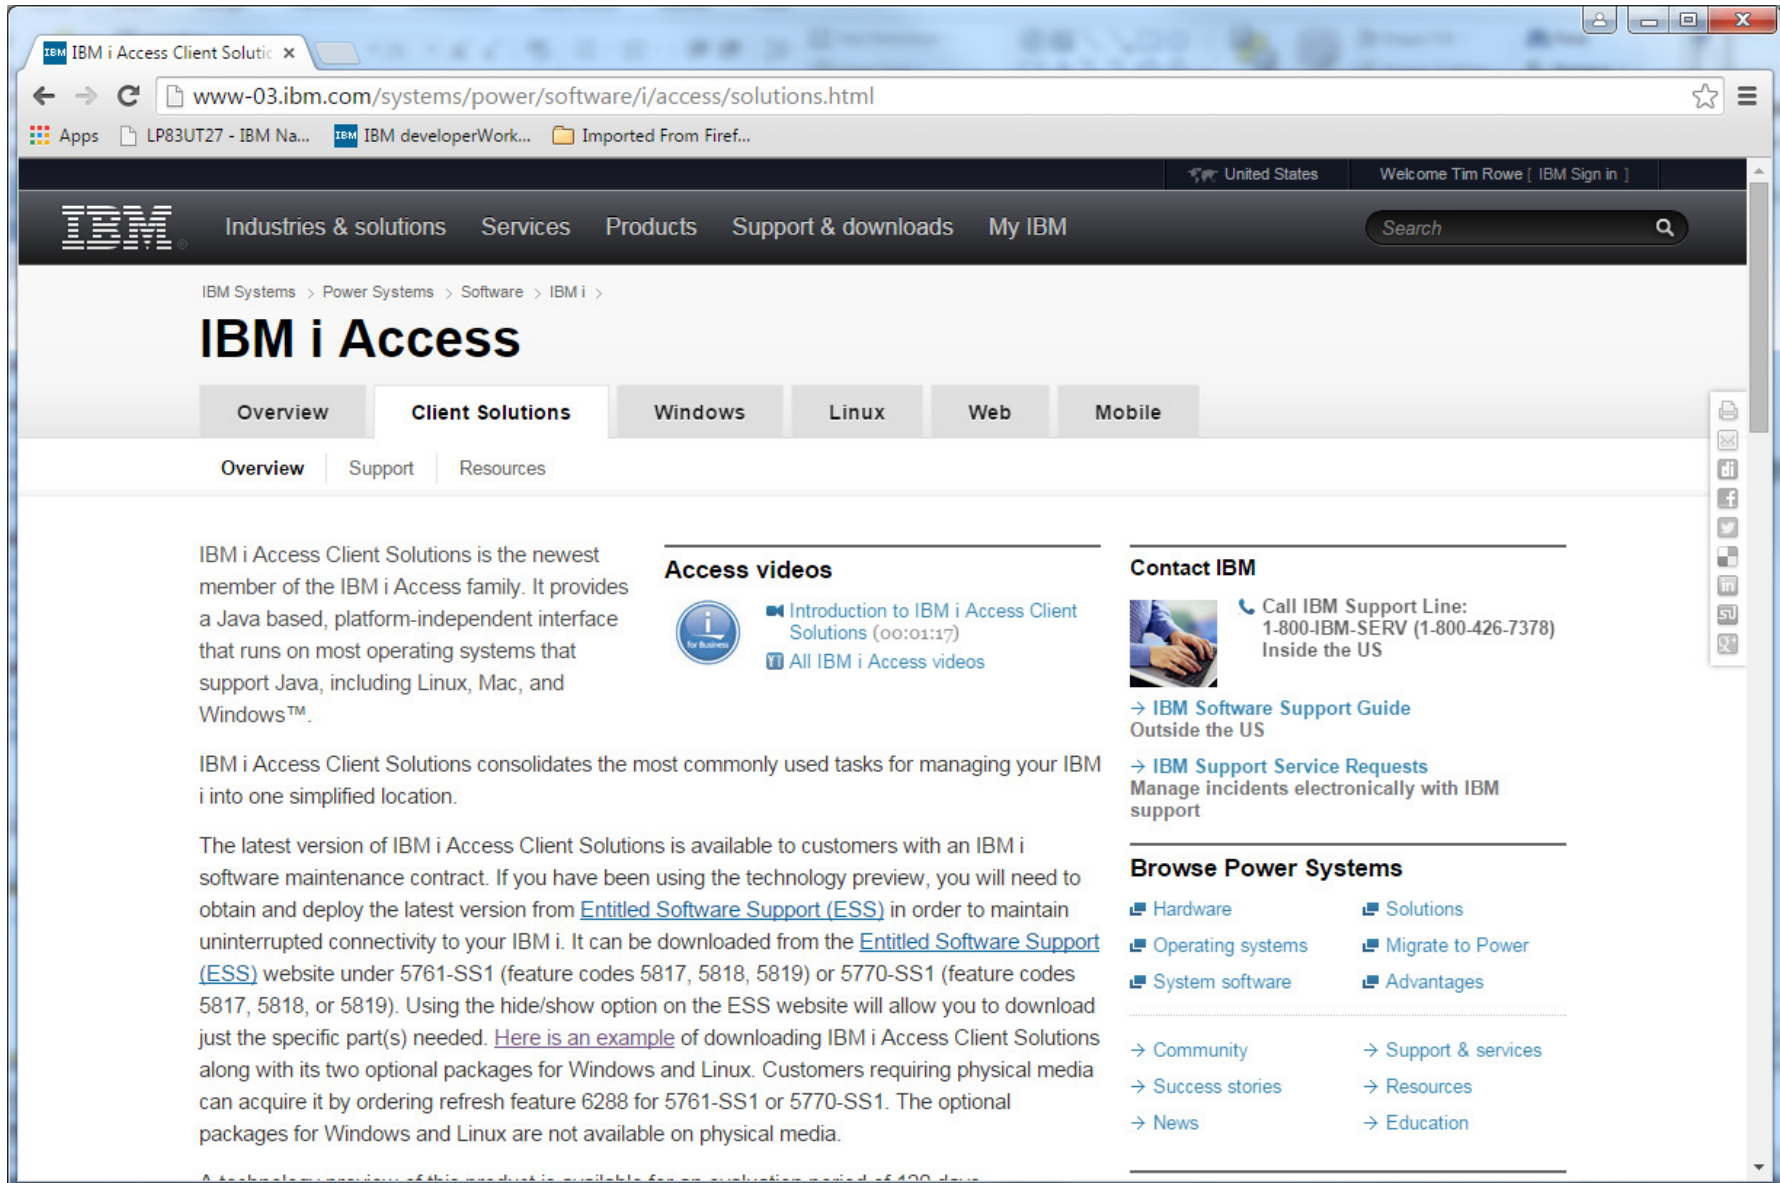 IBM i Access Client Solutic
www-03.ibm.com/systems/power/software/i/access/solutions.html
Apps LP83UT27 - IBM Na... IBM developerWork... Imported From Firef...
United States Welcome Tim Rowe [ IBM Sign in ]
IBM Industries & solutions Services Products Support & downloads My IBM Search
IBM Systems > Power Systems > Software > IBM i >
IBM i Access
Overview Client Solutions Windows Linux Web Mobile
Overview Support Resources
IBM i Access Client Solutions is the newest
member of the IBM i Access family. It provides
a Java based, platform-independent interface
that runs on most operating systems that
support Java, including Linux, Mac, and
Windows™.
Access videos
i
for Business
Introduction to IBM i Access Client
Solutions (00:01:17)
All IBM i Access videos
IBM i Access Client Solutions consolidates the most commonly used tasks for managing your IBM
i into one simplified location.
The latest version of IBM i Access Client Solutions is available to customers with an IBM i
software maintenance contract. If you have been using the technology preview, you will need to
obtain and deploy the latest version from Entitled Software Support (ESS) in order to maintain
uninterrupted connectivity to your IBM i. It can be downloaded from the Entitled Software Support
(ESS) website under 5761-SS1 (feature codes 5817, 5818, 5819) or 5770-SS1 (feature codes
5817, 5818, or 5819). Using the hide/show option on the ESS website will allow you to download
just the specific part(s) needed. Here is an example of downloading IBM i Access Client Solutions
along with its two optional packages for Windows and Linux. Customers requiring physical media
can acquire it by ordering refresh feature 6288 for 5761-SS1 or 5770-SS1. The optional
packages for Windows and Linux are not available on physical media.
A technology preview of this product is available for an evaluation period of 120 days.
Contact IBM
Call IBM Support Line:
1-800-IBM-SERV (1-800-426-7378)
Inside the US
→ IBM Software Support Guide
Outside the US
→ IBM Support Service Requests
Manage incidents electronically with IBM
support
Browse Power Systems
Hardware Solutions
Operating systems Migrate to Power
System software Advantages
→ Community → Support & services
→ Success stories → Resources
→ News → Education